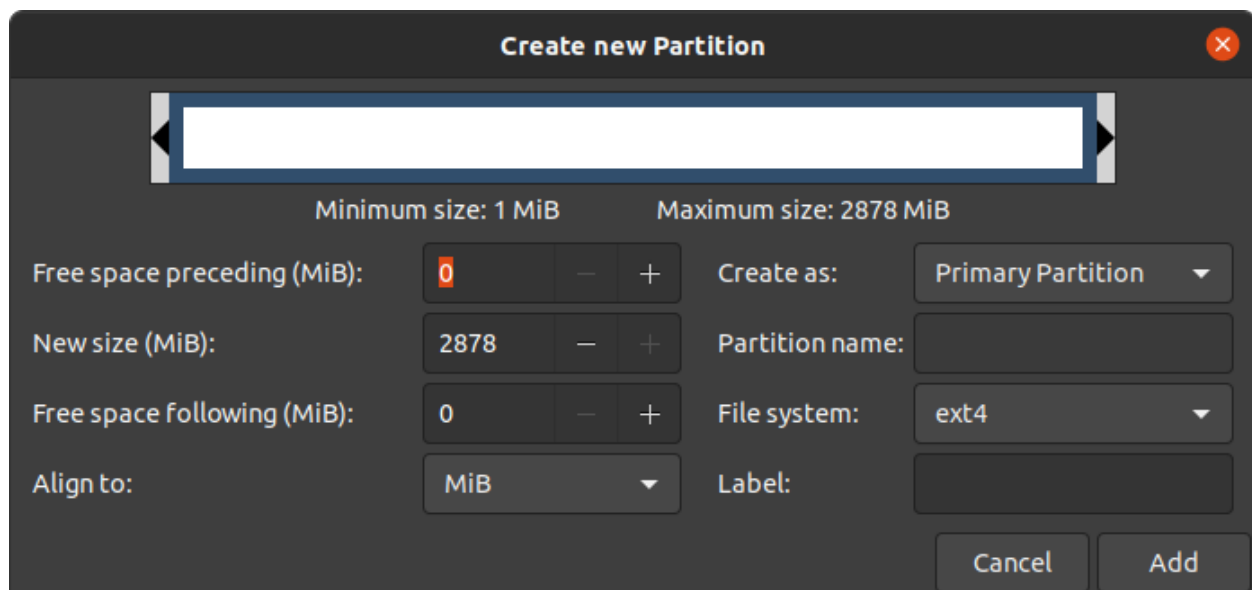 Create new Partition
Minimum size: 1 MiB Maximum size: 2878 MiB
Free space preceding (MiB): 0 Create as: Primary Partition
New size (MiB): 2878 Partition name:
Free space following (MiB): 0 File system: ext4
Align to: MiB Label:
Cancel Add